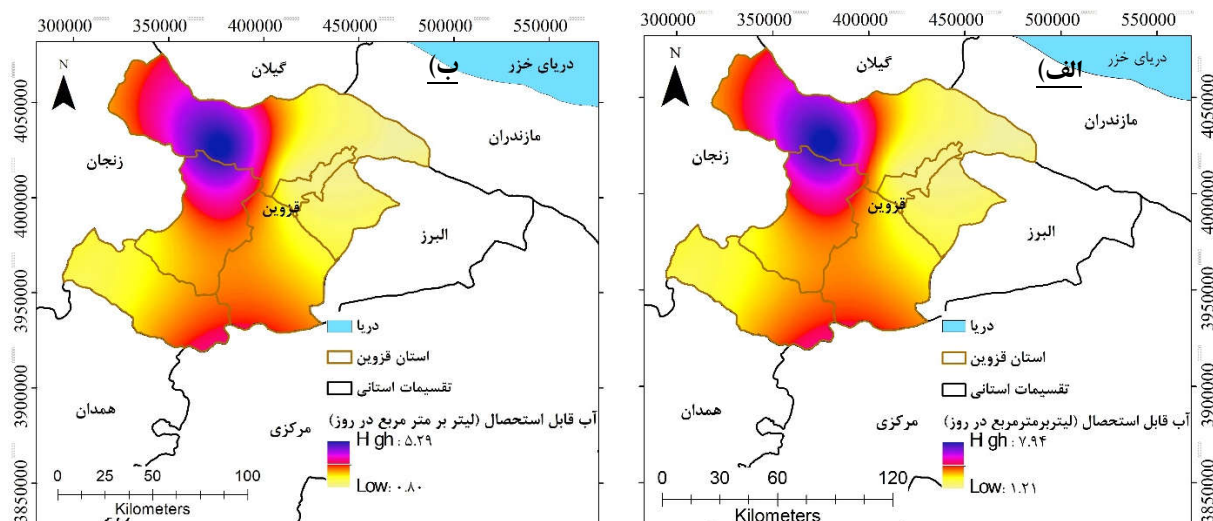 300000 350000 400000 450000 500000 550000
4050000
4000000
3950000
3900000
3850000
N
ب)
گیلان
دریای خزر
مازندران
زنجان
قزوین
البرز
دریا
استان قزوین
تقسیمات استانی
همدان
مرکزی
آب قابل استحصال (لیتر بر متر مربع در روز)
High : ۵.۲۹
Low: ۰.۸۰
0 25 50 100
Kilometers
300000 350000 400000 450000 500000 550000
4050000
4000000
3950000
3900000
3850000
N
الف)
گیلان
دریای خزر
مازندران
زنجان
قزوین
البرز
دریا
استان قزوین
تقسیمات استانی
همدان
مرکزی
آب قابل استحصال (لیتربرمترمربع در روز)
High : ۷.۹۴
Low: ۱.۲۱
0 30 60 120
Kilometers